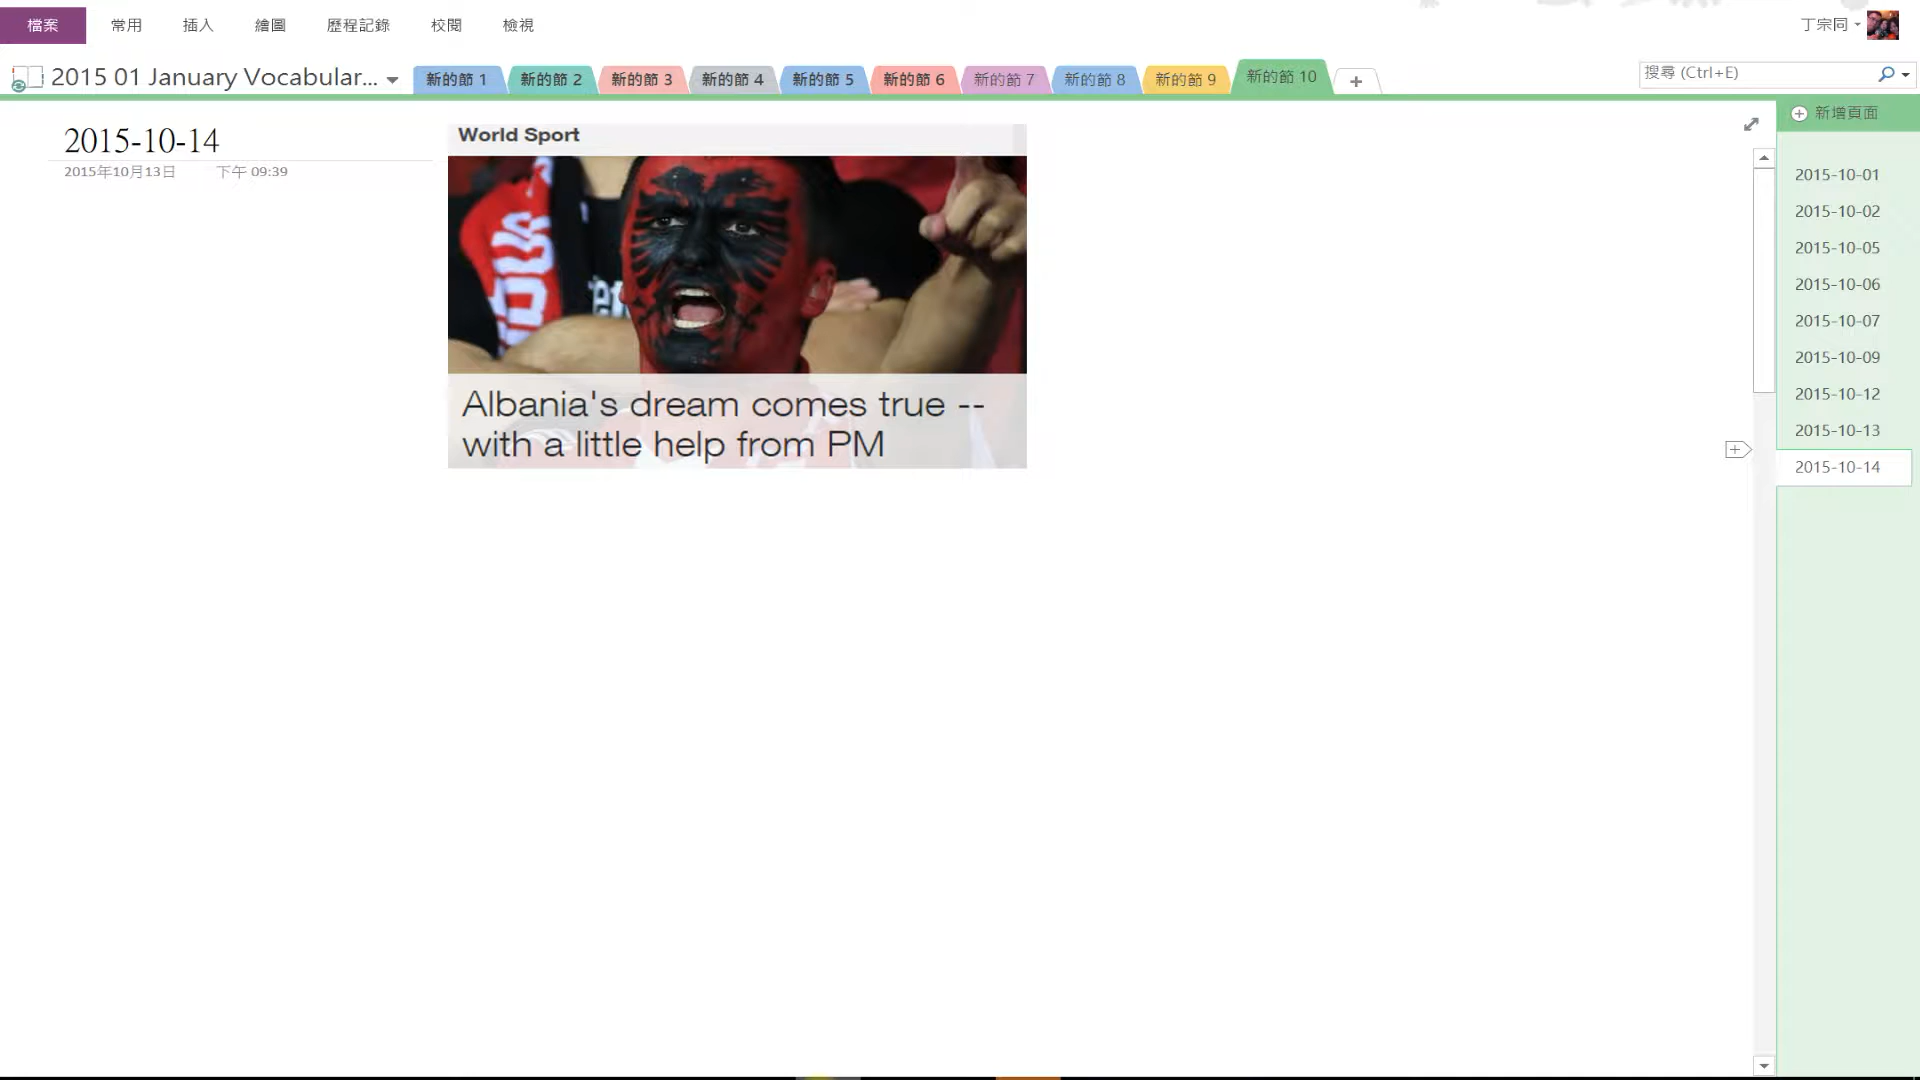 檔案 常用 插入 繪圖 歷程記錄 校閱 檢視 丁宗同
2015 01 January Vocabular... 新的節 1 新的節 2 新的節 3 新的節 4 新的節 5 新的節 6 新的節 7 新的節 8 新的節 9 新的節 10 搜尋 (Ctrl+E)
新增頁面
2015-10-14
2015年10月13日 下午 09:39
World Sport
Albania's dream comes true --
with a little help from PM
2015-10-01
2015-10-02
2015-10-05
2015-10-06
2015-10-07
2015-10-09
2015-10-12
2015-10-13
2015-10-14